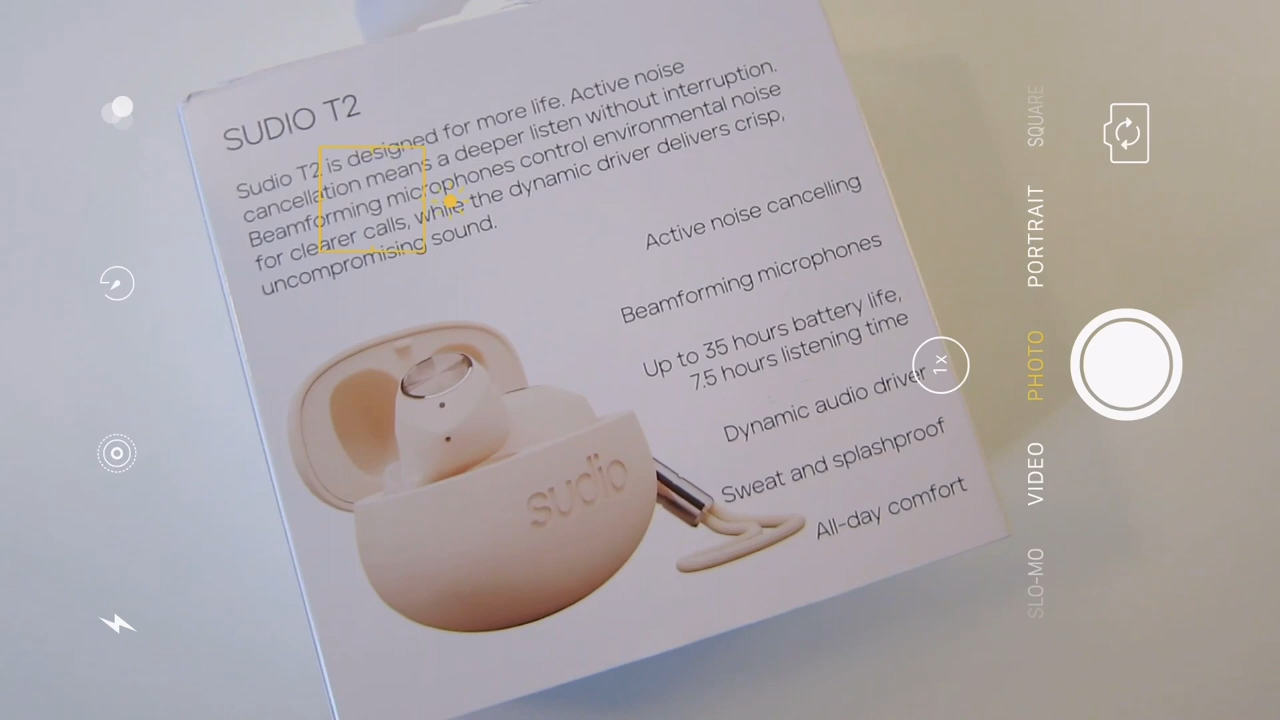 SUDIO T2
Sudio T2 is designed for more life. Active noise
cancellation means a deeper listen without interruption.
Beamforming microphones control environmental noise
for clearer calls, while the dynamic driver delivers crisp,
uncompromising sound.
Active noise cancelling
Beamforming microphones
Up to 35 hours battery life,
7.5 hours listening time
Dynamic audio driver
Sweat and splashproof
All-day comfort
sudio
1x
SQUARE
PORTRAIT
PHOTO
VIDEO
SLO-MO